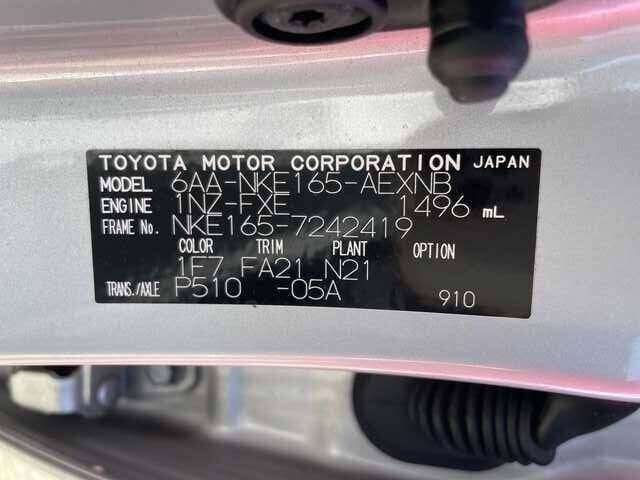 TOYOTA MOTOR CORPORATION JAPAN
MODEL 6AA-NKE165-AEXNB
ENGINE 1NZ-FXE 1496 mL
FRAME No. NKE165-7242419
COLOR TRIM PLANT OPTION
1F7 FA21 N21
TRANS./AXLE P510 -05A 910